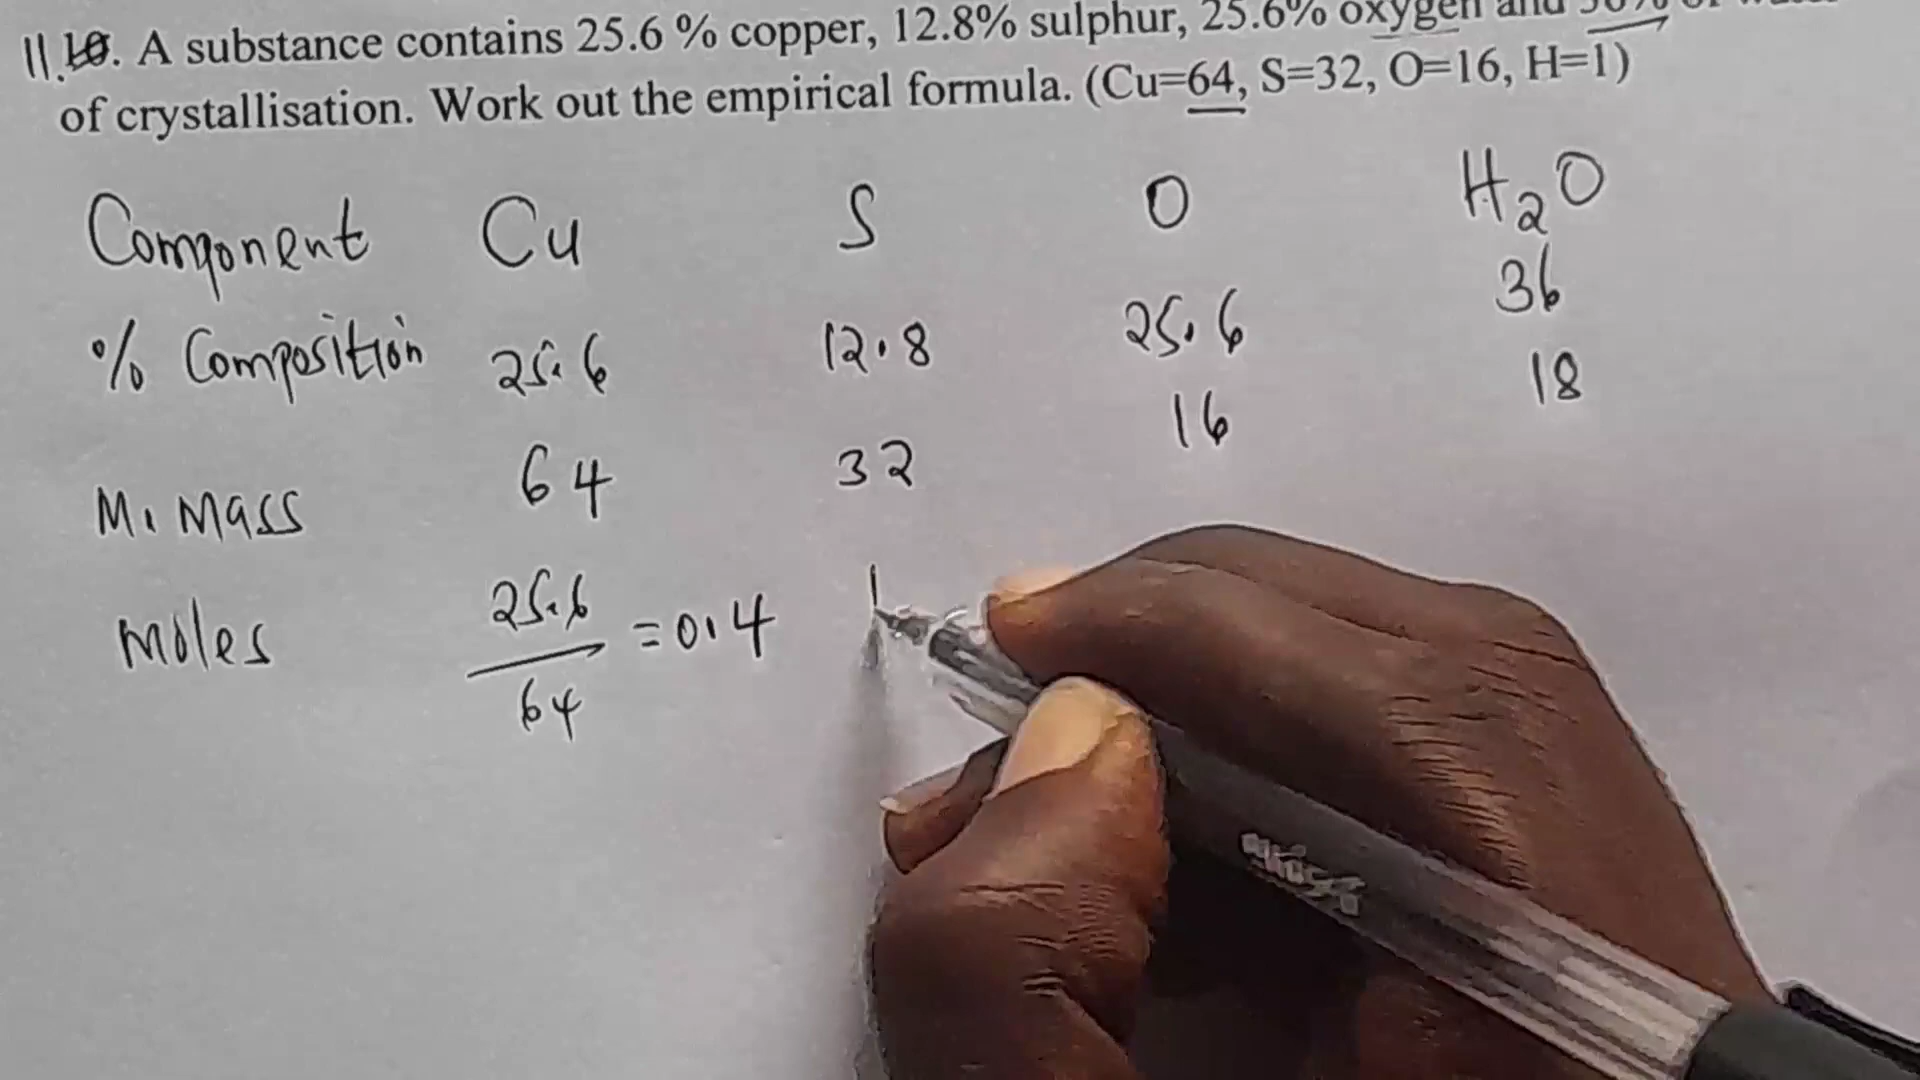 11. 10. A substance contains 25.6 % copper, 12.8% sulphur, 25.6% oxygen and
of crystallisation. Work out the empirical formula. (Cu=64, S=32, O=16, H=1)
Component Cu S O H₂O
% Composition 25.6 12.8 25.6 36
M. Mass 64 32 16 18
Moles 25.6/64 = 0.4 1